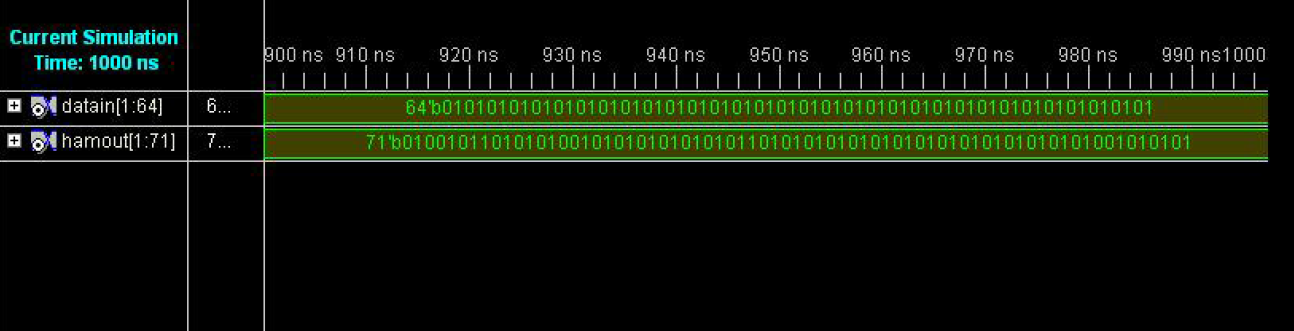 Current Simulation
Time: 1000 ns
900 ns 910 ns 920 ns 930 ns 940 ns 950 ns 960 ns 970 ns 980 ns 990 ns1000
datain[1:64] 6... 64'b0101010101010101010101010101010101010101010101010101010101010101
hamout[1:71] 7... 71'b01001011010101001010101010101011010101010101010101010101010101001010101